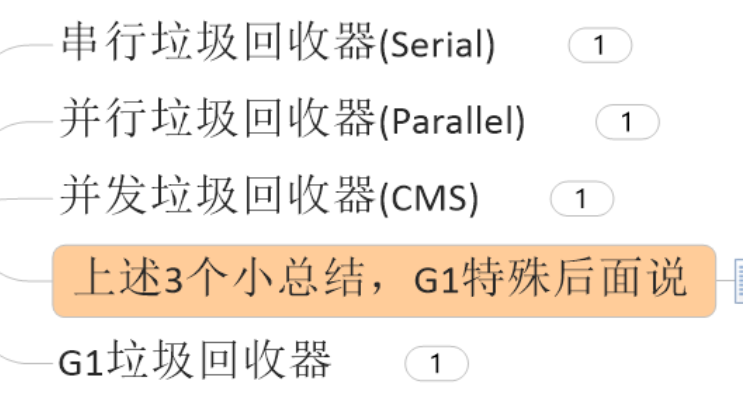 串行垃圾回收器(Serial) 1
并行垃圾回收器(Parallel) 1
并发垃圾回收器(CMS) 1
上述3个小总结，G1特殊后面说
G1垃圾回收器 1